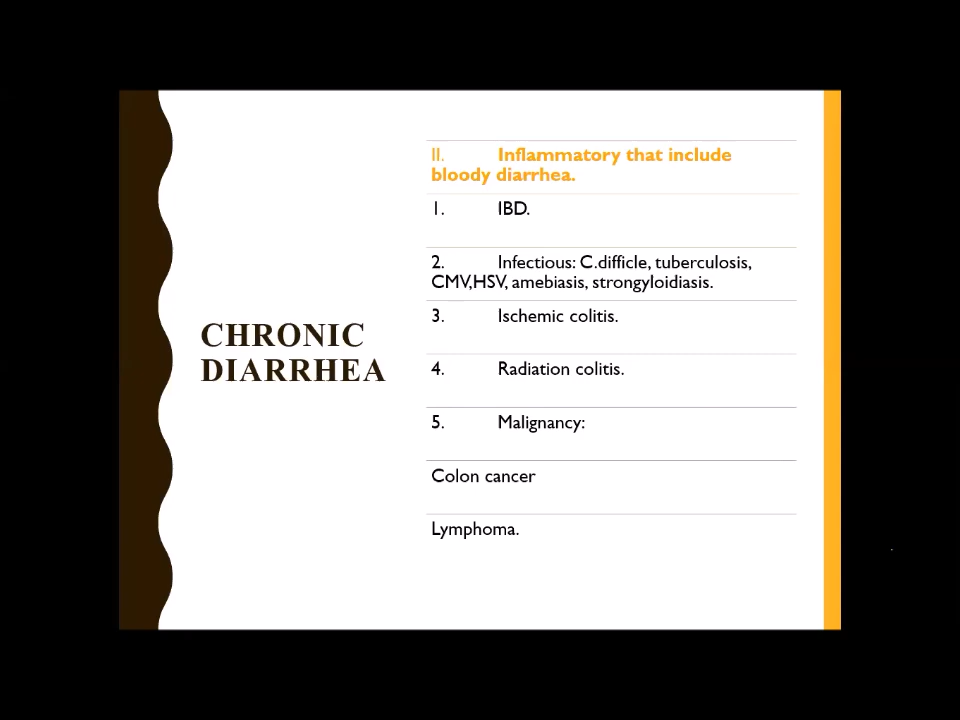 CHRONIC
DIARRHEA
II. Inflammatory that include
bloody diarrhea.
1. IBD.
2. Infectious: C.difficle, tuberculosis,
CMV,HSV, amebiasis, strongyloidiasis.
3. Ischemic colitis.
4. Radiation colitis.
5. Malignancy:
Colon cancer
Lymphoma.